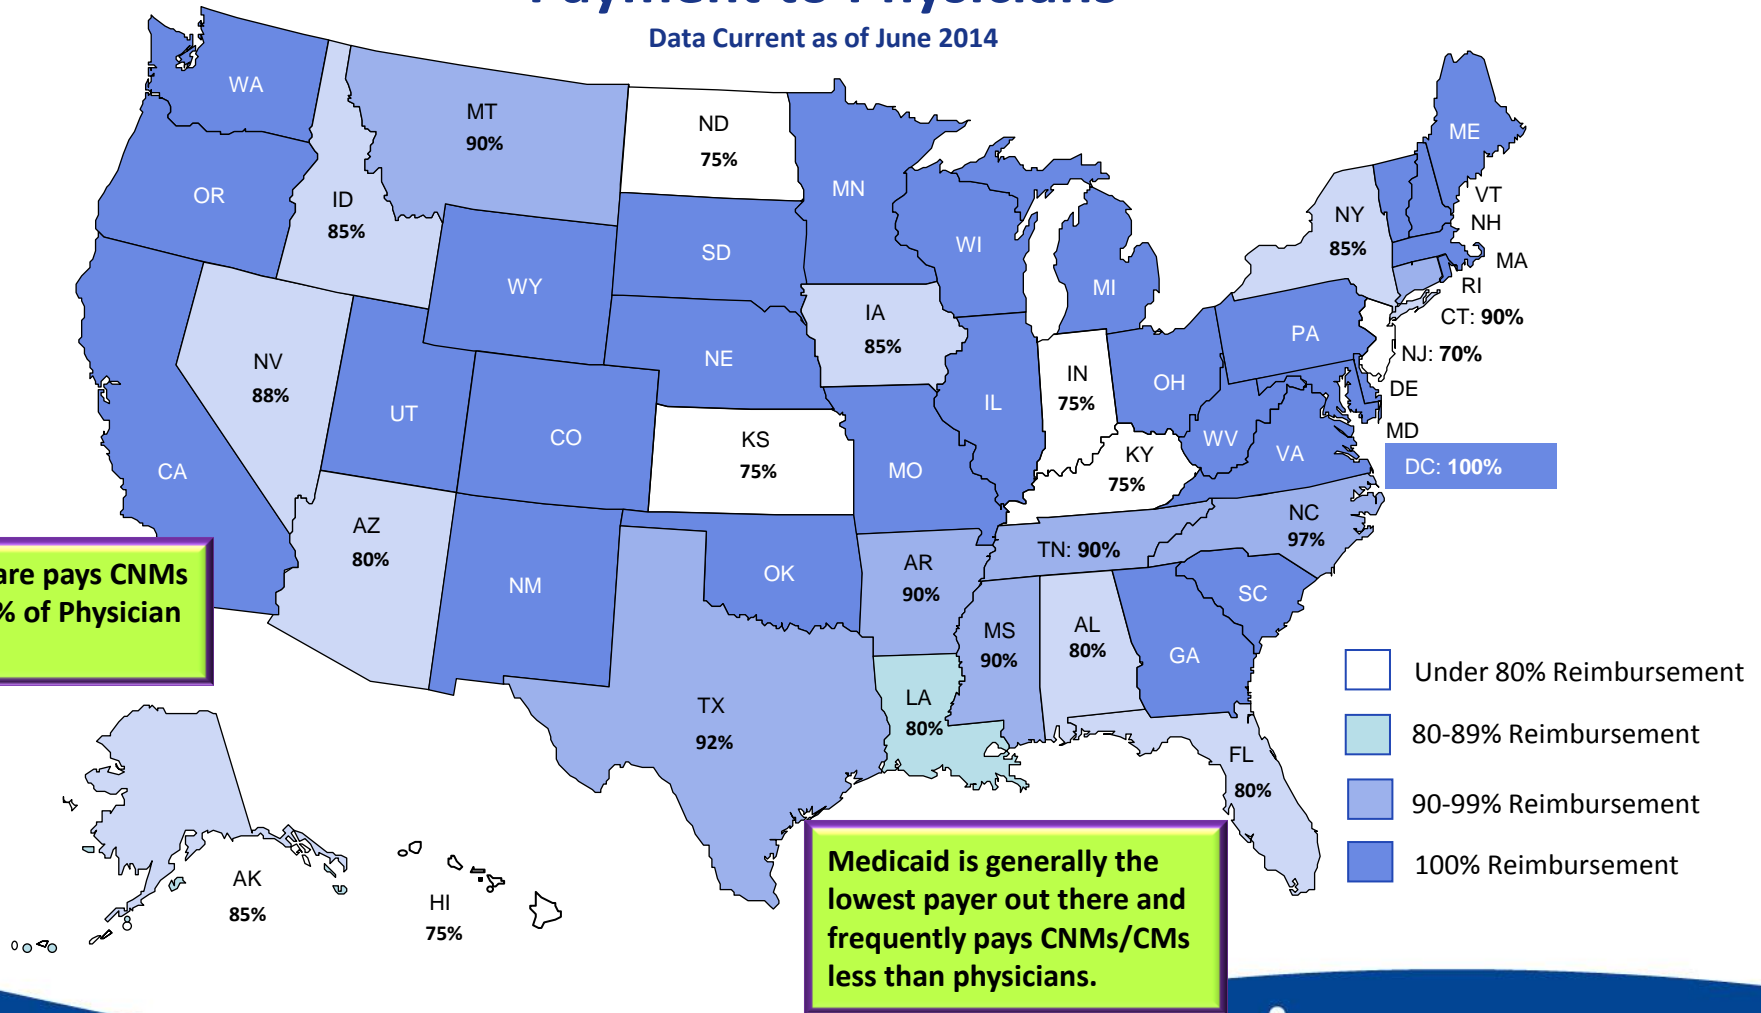 Payment to Physicians
Data Current as of June 2014
WA
MT
90%
ND
75%
MN
ME
OR
ID
85%
WY
SD
WI
MI
NY
85%
VT
NH
MA
RI
CT: 90%
NJ: 70%
DE
MD
DC: 100%
NV
88%
UT
CO
NE
IA
85%
IL
IN
75%
OH
PA
WV
VA
KY
75%
CA
KS
75%
MO
AZ
80%
NM
OK
AR
90%
TN: 90%
NC
97%
SC
MS
90%
AL
80%
GA
TX
92%
LA
80%
FL
80%
AK
85%
HI
75%
are pays CNMs
% of Physician
Under 80% Reimbursement
80-89% Reimbursement
90-99% Reimbursement
100% Reimbursement
Medicaid is generally the
lowest payer out there and
frequently pays CNMs/CMs
less than physicians.